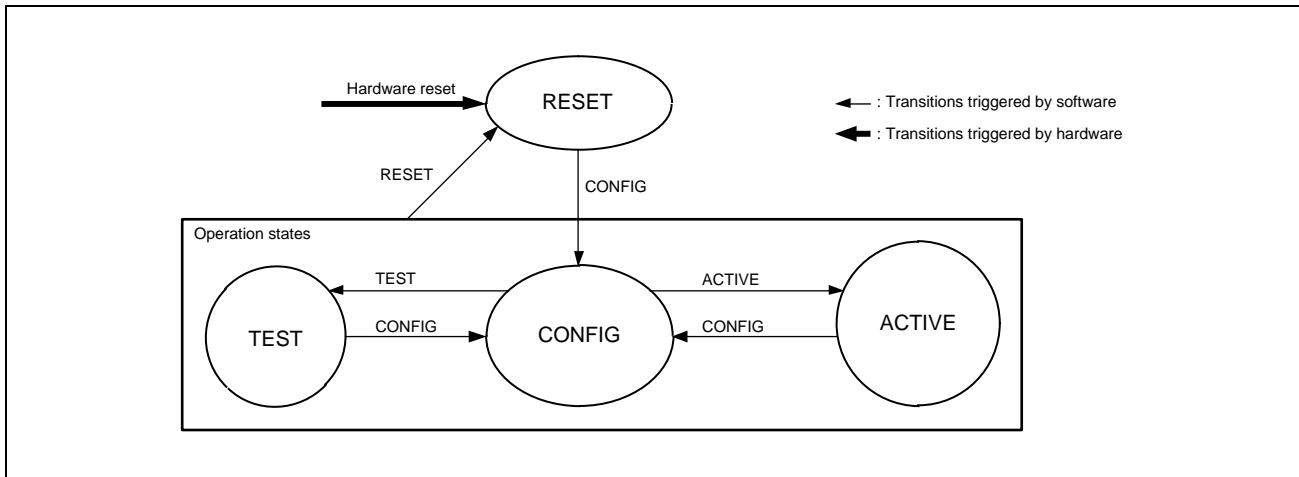 Hardware reset
RESET
: Transitions triggered by software
: Transitions triggered by hardware
RESET
CONFIG
Operation states
TEST
ACTIVE
TEST
CONFIG
CONFIG
CONFIG
ACTIVE